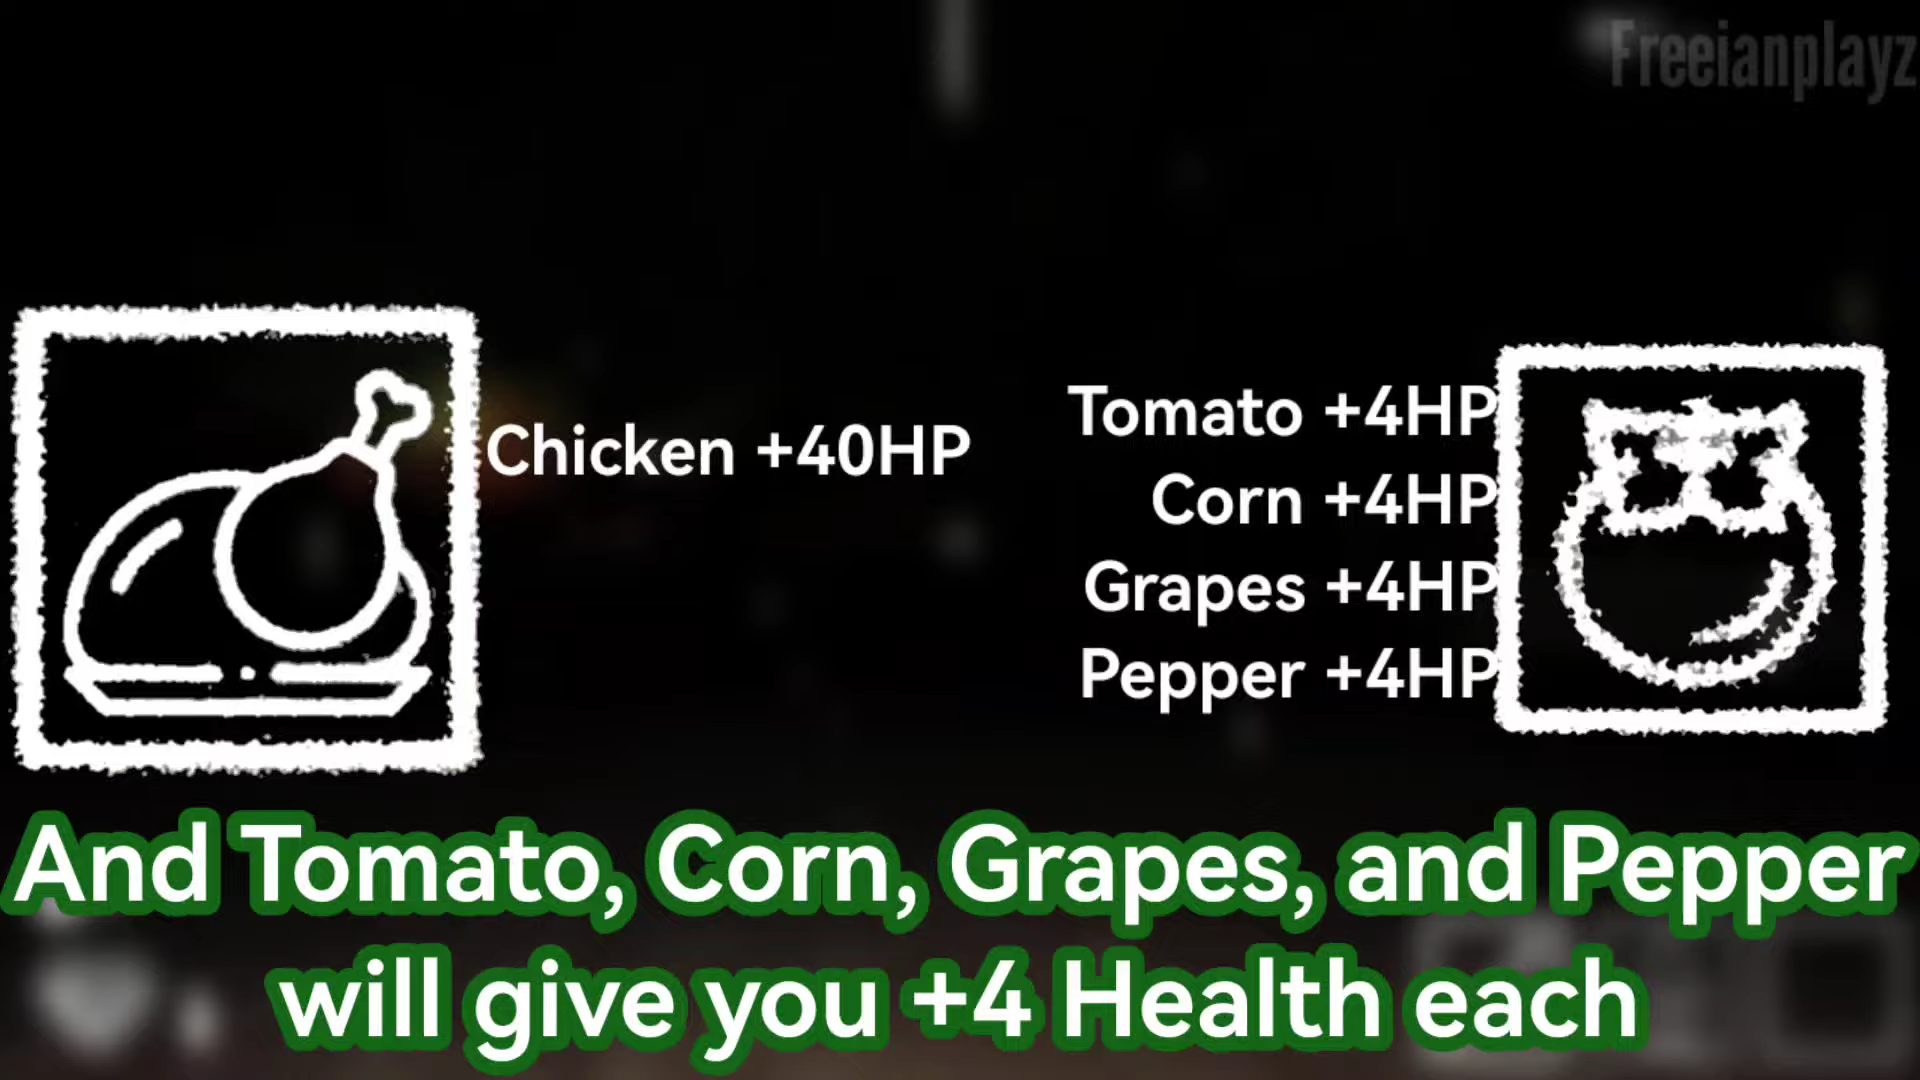 Freeianplayz
Chicken +40HP
Tomato +4HP
Corn +4HP
Grapes +4HP
Pepper +4HP
And Tomato, Corn, Grapes, and Pepper
will give you +4 Health each